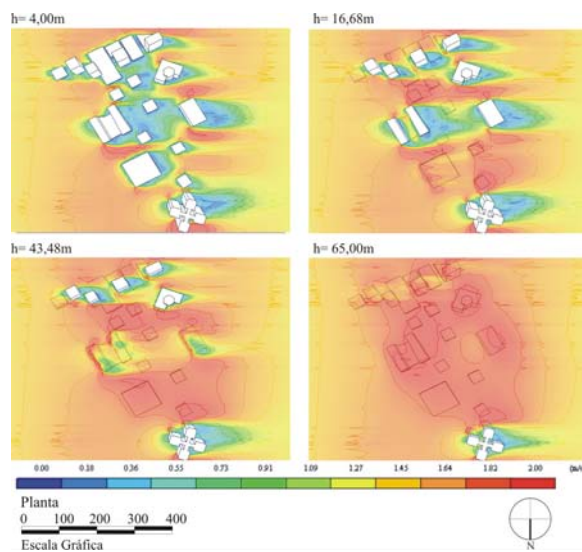 h= 4,00m
h= 16,68m
h= 43,48m
h= 65,00m
0.00 0.18 0.36 0.55 0.73 0.91 1.09 1.27 1.45 1.64 1.82 2.00
Planta
0 100 200 300 400
Escala Gráfica
N